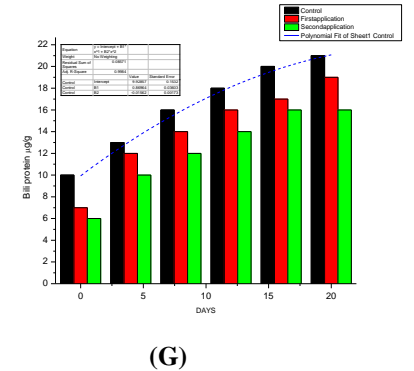 Control
Firstapplication
Secondapplication
Polynomial Fit of Sheet1 Control
Equation y = Intercept + B1*x^1 + B2*x^2
Weight No Weighting
Residual Sum of Squares
Adj. R-Square
Value Standard Error
Control Intercept
Control B1
Control B2
22
20
18
16
14
12
10
8
6
4
2
0
Bili protein µg/g
0 5 10 15 20
DAYS
(G)